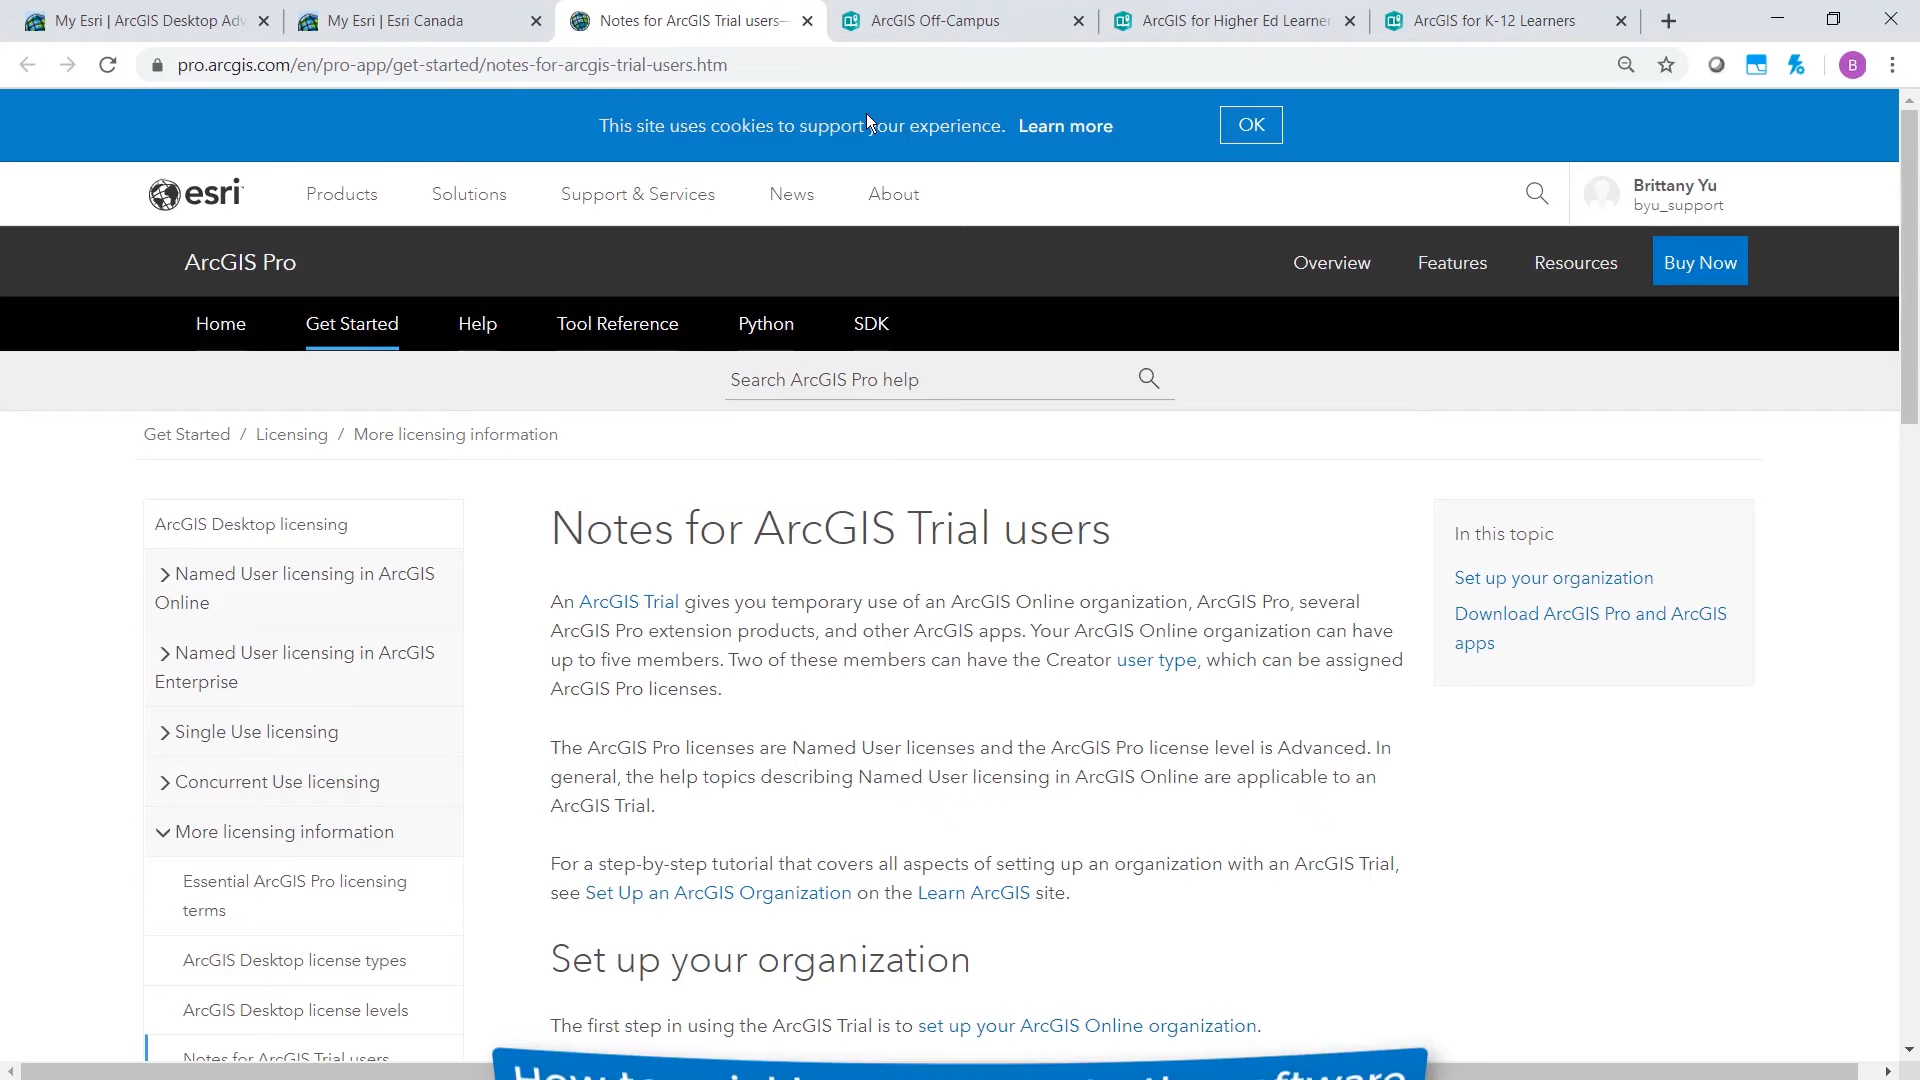 My Esri | ArcGIS Desktop Adv
My Esri | Esri Canada
Notes for ArcGIS Trial users—
ArcGIS Off-Campus
ArcGIS for Higher Ed Learner
ArcGIS for K-12 Learners
pro.arcgis.com/en/pro-app/get-started/notes-for-arcgis-trial-users.htm
B
This site uses cookies to support your experience. Learn more
OK
esri
Products
Solutions
Support & Services
News
About
Brittany Yu
byu_support
ArcGIS Pro
Overview
Features
Resources
Buy Now
Home
Get Started
Help
Tool Reference
Python
SDK
Search ArcGIS Pro help
Get Started / Licensing / More licensing information
ArcGIS Desktop licensing
Named User licensing in ArcGIS
Online
Named User licensing in ArcGIS
Enterprise
Single Use licensing
Concurrent Use licensing
More licensing information
Essential ArcGIS Pro licensing
terms
ArcGIS Desktop license types
ArcGIS Desktop license levels
Notes for ArcGIS Trial users
Notes for ArcGIS Trial users
An ArcGIS Trial gives you temporary use of an ArcGIS Online organization, ArcGIS Pro, several
ArcGIS Pro extension products, and other ArcGIS apps. Your ArcGIS Online organization can have
up to five members. Two of these members can have the Creator user type, which can be assigned
ArcGIS Pro licenses.
The ArcGIS Pro licenses are Named User licenses and the ArcGIS Pro license level is Advanced. In
general, the help topics describing Named User licensing in ArcGIS Online are applicable to an
ArcGIS Trial.
For a step-by-step tutorial that covers all aspects of setting up an organization with an ArcGIS Trial,
see Set Up an ArcGIS Organization on the Learn ArcGIS site.
Set up your organization
The first step in using the ArcGIS Trial is to set up your ArcGIS Online organization.
In this topic
Set up your organization
Download ArcGIS Pro and ArcGIS
apps
How to